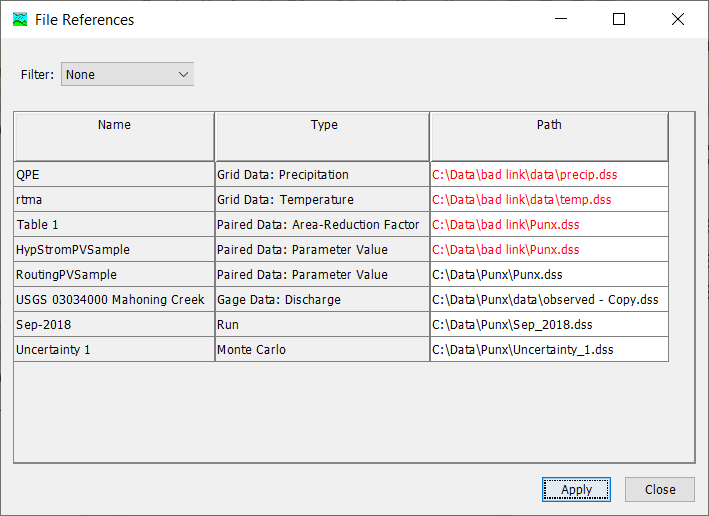 File References
Filter: None
Name Type Path
QPE Grid Data: Precipitation C:\Data\bad link\data\precip.dss
rtma Grid Data: Temperature C:\Data\bad link\data\temp.dss
Table 1 Paired Data: Area-Reduction Factor C:\Data\bad link\Punx.dss
HypStromPVSample Paired Data: Parameter Value C:\Data\bad link\Punx.dss
RoutingPVSample Paired Data: Parameter Value C:\Data\Punx\Punx.dss
USGS 03034000 Mahoning Creek Gage Data: Discharge C:\Data\Punx\data\observed - Copy.dss
Sep-2018 Run C:\Data\Punx\Sep_2018.dss
Uncertainty 1 Monte Carlo C:\Data\Punx\Uncertainty_1.dss
Apply Close